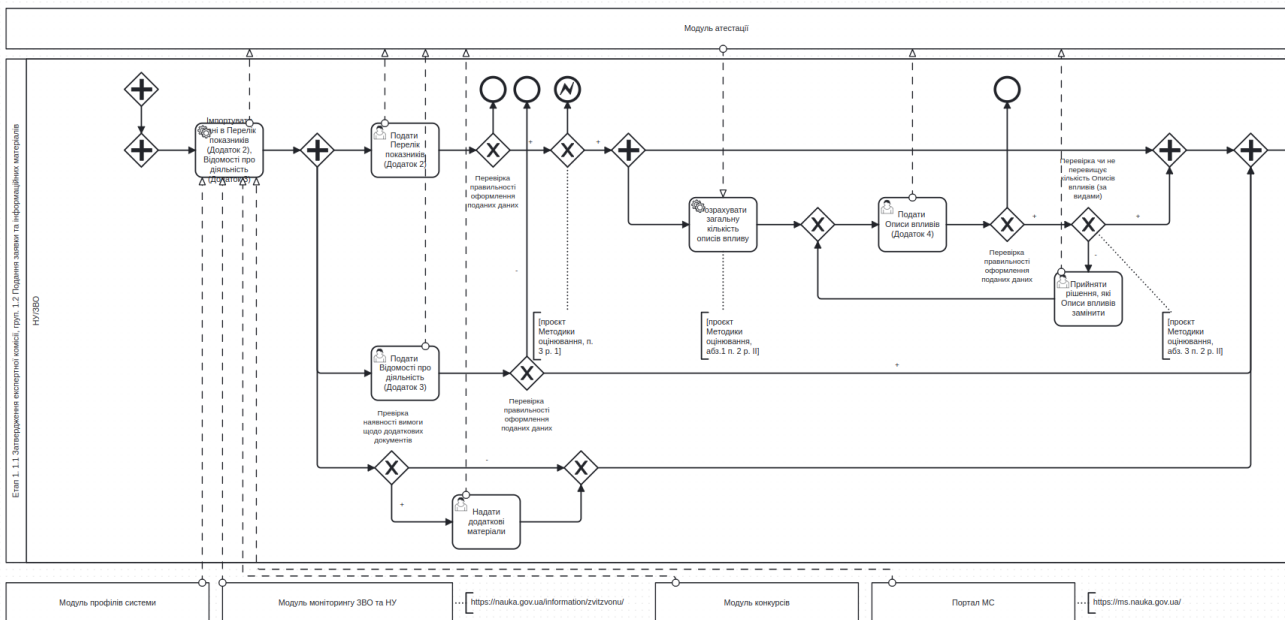 Модуль атестації
Етап 1. 1.1 Затвердження експертної комісії, груп. 1.2 Подання заявки та інформаційних матеріалів
НУ/ЗВО
показників
(Додаток 2),
Відомості про
діяльність
(Додаток 3)
Подати
Перелік
показників
(Додаток 2)
Перевірка
правильності
оформлення
поданих даних
+
+
Перевірка чи не
перевищує
кількість Описів
впливів (за
видами)
загальну
кількість
описів впливу
Подати
Описи впливів
(Додаток 4)
+
+
Перевірка
правильності
оформлення
поданих даних
-
-
Прийняти
рішення, які
Описи впливів
замінити
[проєкт
Методики
оцінювання, п.
3 р. 1]
[проєкт
Методики
оцінювання,
абз.1 п. 2 р. ІІ]
[проєкт
Методики
оцінювання,
абз. 3 п. 2 р. ІІ]
Подати
Відомості про
діяльність
(Додаток 3)
+
Перевірка
правильності
оформлення
поданих даних
Превірка
наявності вимоги
щодо додаткових
документів
-
+
Надати
додаткові
матеріали
Модуль профілів системи
Модуль моніторингу ЗВО та НУ
https://nauka.gov.ua/information/zvitzvonu/
Модуль конкурсів
Портал МС
https://ms.nauka.gov.ua/